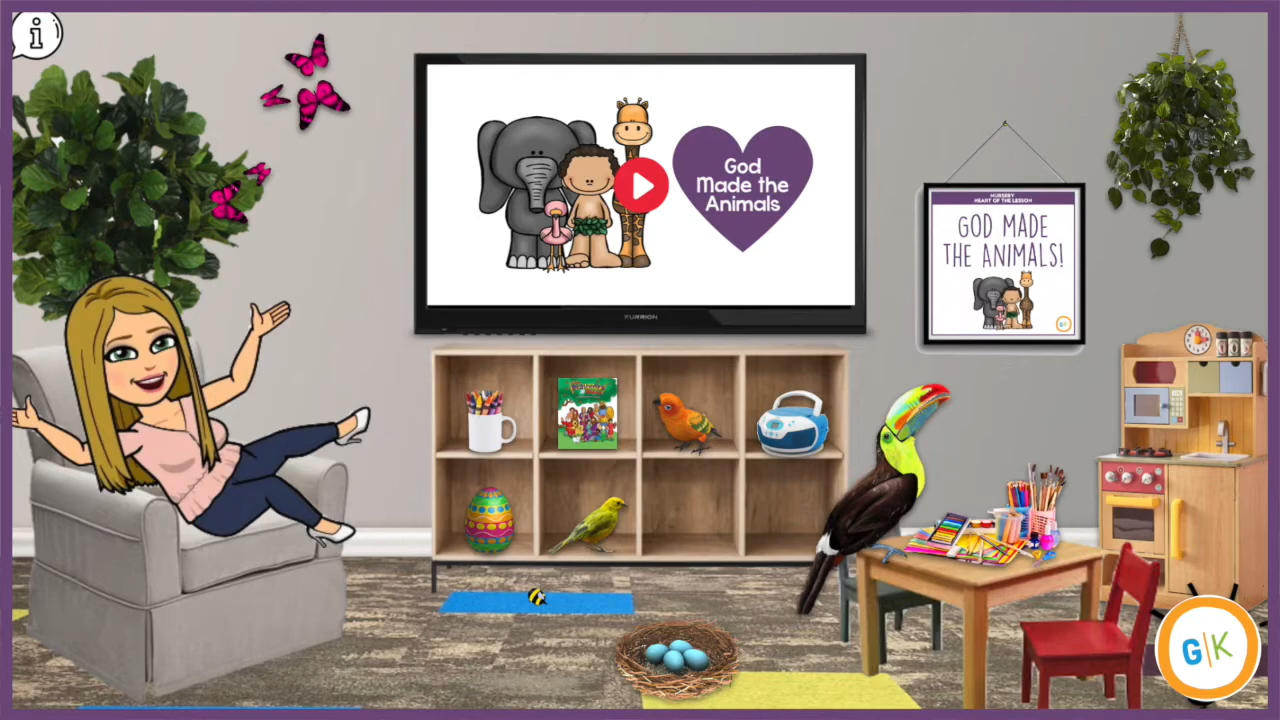 i
God
Made the
Animals
FURRION
NURSERY
HEART OF THE LESSON
GOD MADE
THE ANIMALS!
G|K